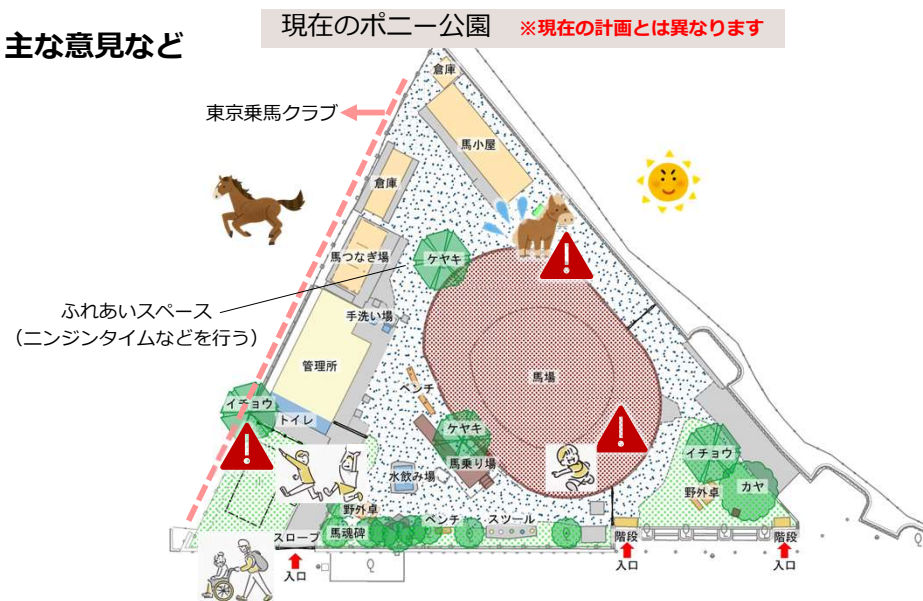 主な意見など
現在のポニー公園 ※現在の計画とは異なります
倉庫
東京乗馬クラブ
馬小屋
倉庫
馬つなぎ場
ケヤキ
ふれあいスペース
(ニンジンタイムなどを行う)
手洗い場
管理所
馬場
ベンチ
イチョウ
トイレ
ケヤキ
馬乗り場
イチョウ
水飲み場
野外卓
カヤ
野外卓
ベンチ
スツール
スロープ
馬魂碑
階段
階段
入口
入口
入口